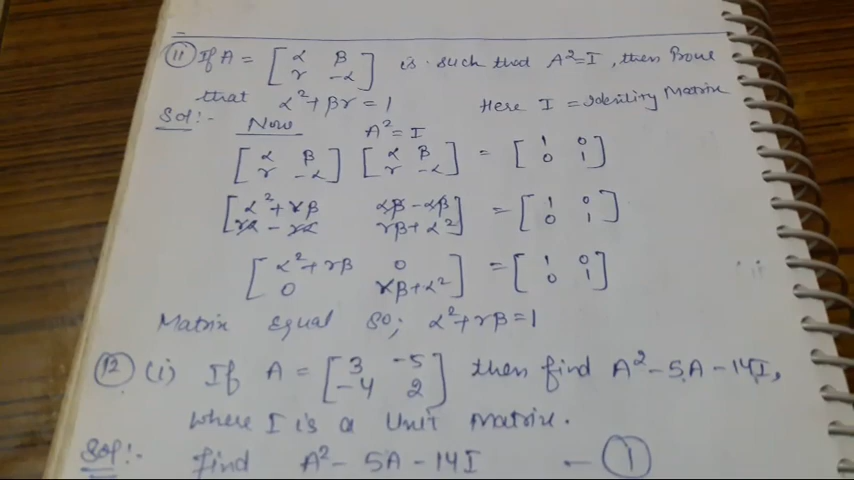 (11) If A = [α β; γ -α] is such that A²=I, then Prove
that α²+βγ=1 Here I = Identity Matrix
Sol:- Now A²=I
[α β; γ -α] [α β; γ -α] = [1 0; 0 1]
[α²+γβ αβ-αβ; γα-γα γβ+α²] = [1 0; 0 1]
[α²+γβ 0; 0 γβ+α²] = [1 0; 0 1]
Matrix Equal So; α²+γβ=1
(12) (i) If A = [3 -5; -4 2] then find A²-5A-14I,
where I is a Unit Matrix.
Sol:- find A²-5A-14I — (1)